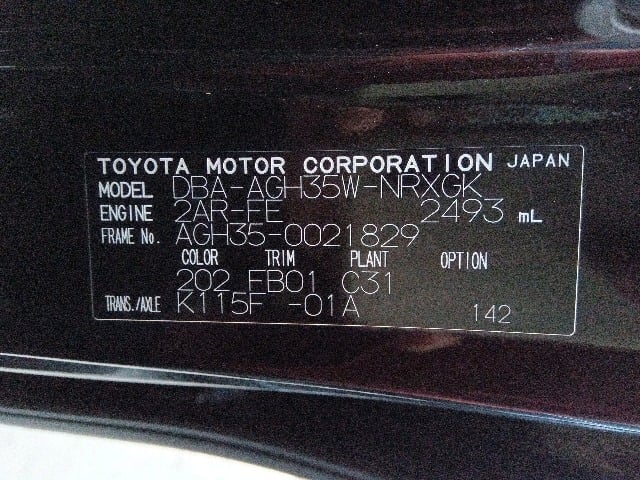 TOYOTA MOTOR CORPORATION JAPAN
MODEL DBA-AGH35W-NRXGK
ENGINE 2AR-FE 2493 mL
FRAME No. AGH35-0021829
COLOR TRIM PLANT OPTION
202 EB01 C31
TRANS./AXLE K115F -01A 142